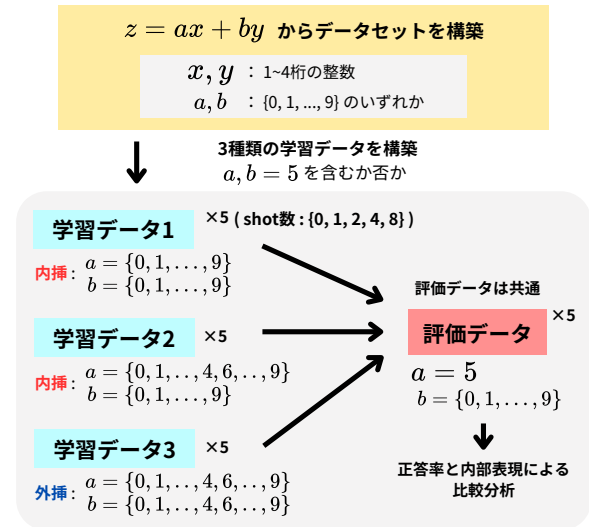 z = ax + by からデータセットを構築
x, y : 1~4桁の整数
a, b : {0, 1, ..., 9} のいずれか
3種類の学習データを構築
a, b = 5 を含むか否か
学習データ1 ×5 ( shot数 : {0, 1, 2, 4, 8} )
内挿 : a = {0, 1, . . . , 9}
b = {0, 1, . . . , 9}
学習データ2 ×5
内挿 : a = {0, 1, . . , 4, 6, . . , 9}
b = {0, 1, . . . , 9}
学習データ3 ×5
外挿 : a = {0, 1, . . , 4, 6, . . , 9}
b = {0, 1, . . , 4, 6, . . , 9}
評価データは共通
評価データ ×5
a = 5
b = {0, 1, . . . , 9}
正答率と内部表現による
比較分析